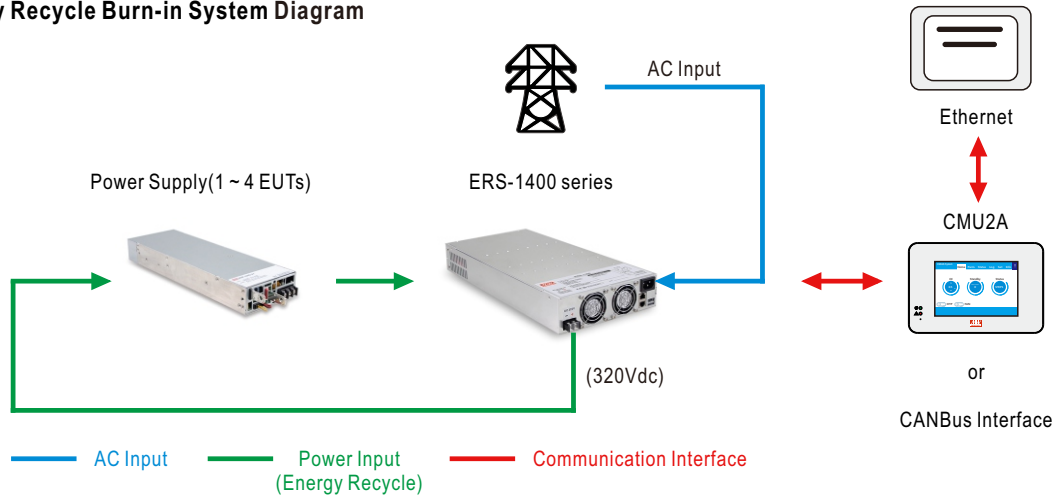 y Recycle Burn-in System Diagram
AC Input
Ethernet
Power Supply(1 ~ 4 EUTs)
ERS-1400 series
CMU2A
(320Vdc)
or
CANBus Interface
AC Input
Power Input
(Energy Recycle)
Communication Interface